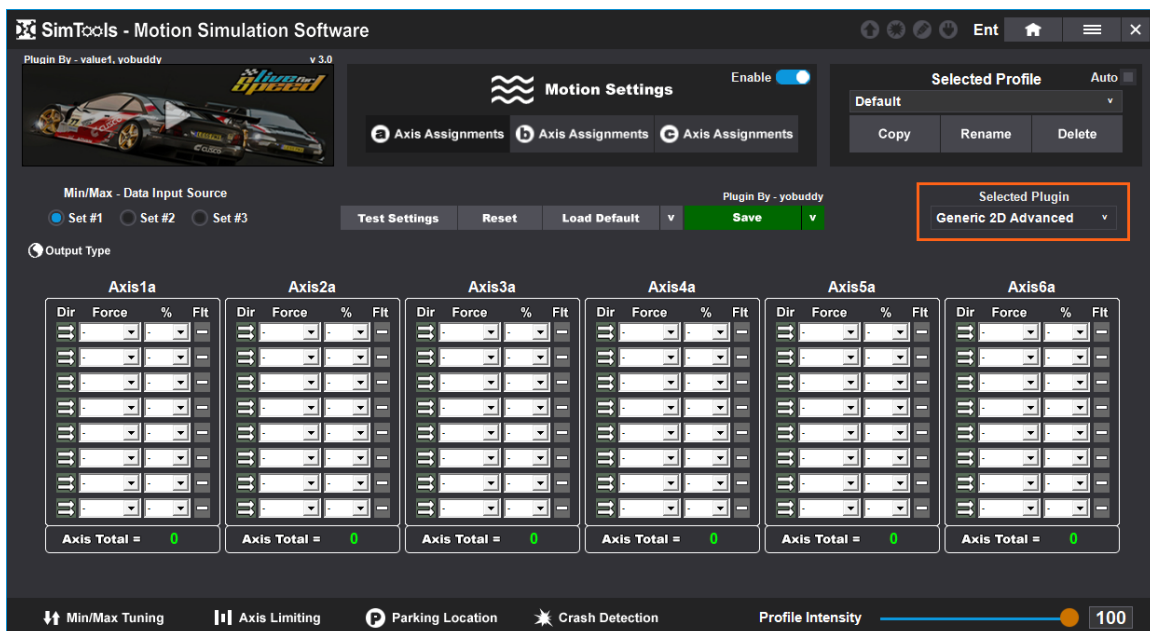 SimTools - Motion Simulation Software
Ent
Plugin By - value1, yobuddy
v 3.0
live for Speed
Motion Settings
Enable
a Axis Assignments
b Axis Assignments
c Axis Assignments
Selected Profile
Auto
Default v
Copy Rename Delete
Min/Max - Data Input Source
Set #1 Set #2 Set #3
Plugin By - yobuddy
Test Settings Reset Load Default v Save v
Selected Plugin
Generic 2D Advanced v
Output Type
Axis1a Axis2a Axis3a Axis4a Axis5a Axis6a
Dir Force % Flt Dir Force % Flt Dir Force % Flt Dir Force % Flt Dir Force % Flt Dir Force % Flt
Axis Total = 0 Axis Total = 0 Axis Total = 0 Axis Total = 0 Axis Total = 0 Axis Total = 0
Min/Max Tuning
Axis Limiting
P Parking Location
Crash Detection
Profile Intensity
100